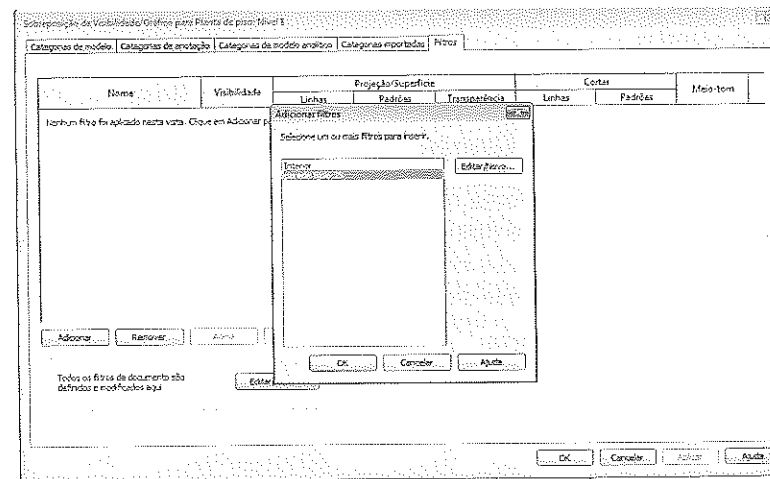 Sobreposição de Visibilidade/Gráfico para Planta de piso: Nível 1
Categorias de modelo Categorias de anotação Categorias de modelo analítico Categorias importadas Filtros
Nome Visibilidade Projeção/Superfície Cortar Meio-tom
Linhas Padrões Transparência Linhas Padrões
Nenhum filtro foi aplicado nesta vista. Clique em Adicionar p
Adicionar filtros
Selecione um ou mais filtros para inserir.
Interior
Editar/Novo...
Adicionar Remover
OK Cancelar Ajuda
Todos os filtros de documento são
definidos e modificados aqui
Editar
OK Cancelar Aplicar Ajuda